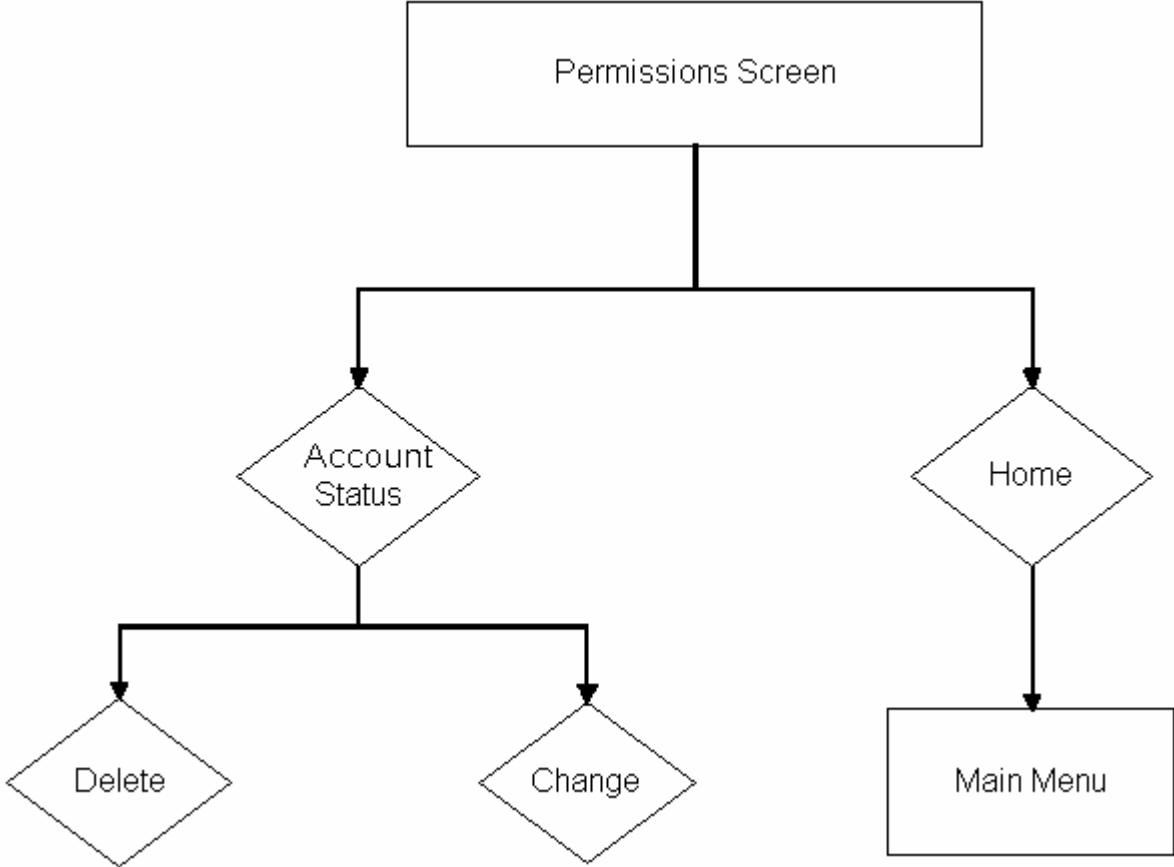 Permissions Screen
Account
Status
Home
Delete
Change
Main Menu